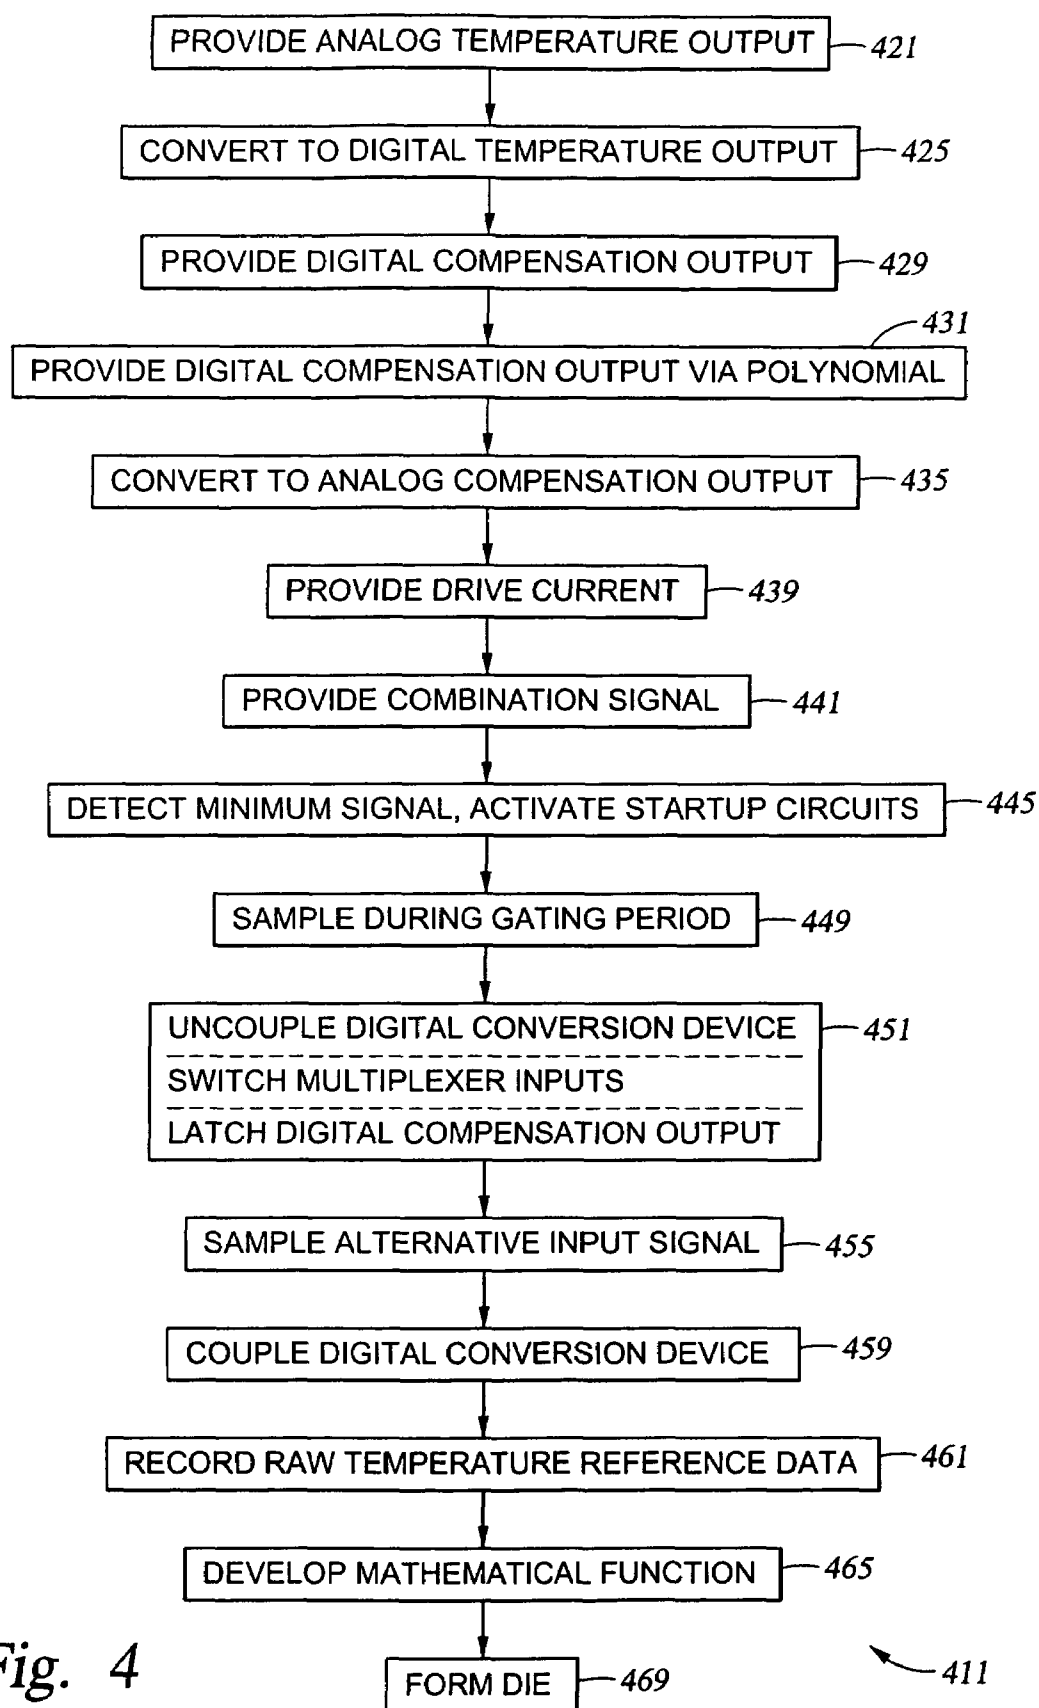 PROVIDE ANALOG TEMPERATURE OUTPUT 421
CONVERT TO DIGITAL TEMPERATURE OUTPUT 425
PROVIDE DIGITAL COMPENSATION OUTPUT 429
431
PROVIDE DIGITAL COMPENSATION OUTPUT VIA POLYNOMIAL
CONVERT TO ANALOG COMPENSATION OUTPUT 435
PROVIDE DRIVE CURRENT 439
PROVIDE COMBINATION SIGNAL 441
DETECT MINIMUM SIGNAL, ACTIVATE STARTUP CIRCUITS 445
SAMPLE DURING GATING PERIOD 449
UNCOUPLE DIGITAL CONVERSION DEVICE 451
SWITCH MULTIPLEXER INPUTS
LATCH DIGITAL COMPENSATION OUTPUT
SAMPLE ALTERNATIVE INPUT SIGNAL 455
COUPLE DIGITAL CONVERSION DEVICE 459
RECORD RAW TEMPERATURE REFERENCE DATA 461
DEVELOP MATHEMATICAL FUNCTION 465
Fig. 4
FORM DIE 469
411